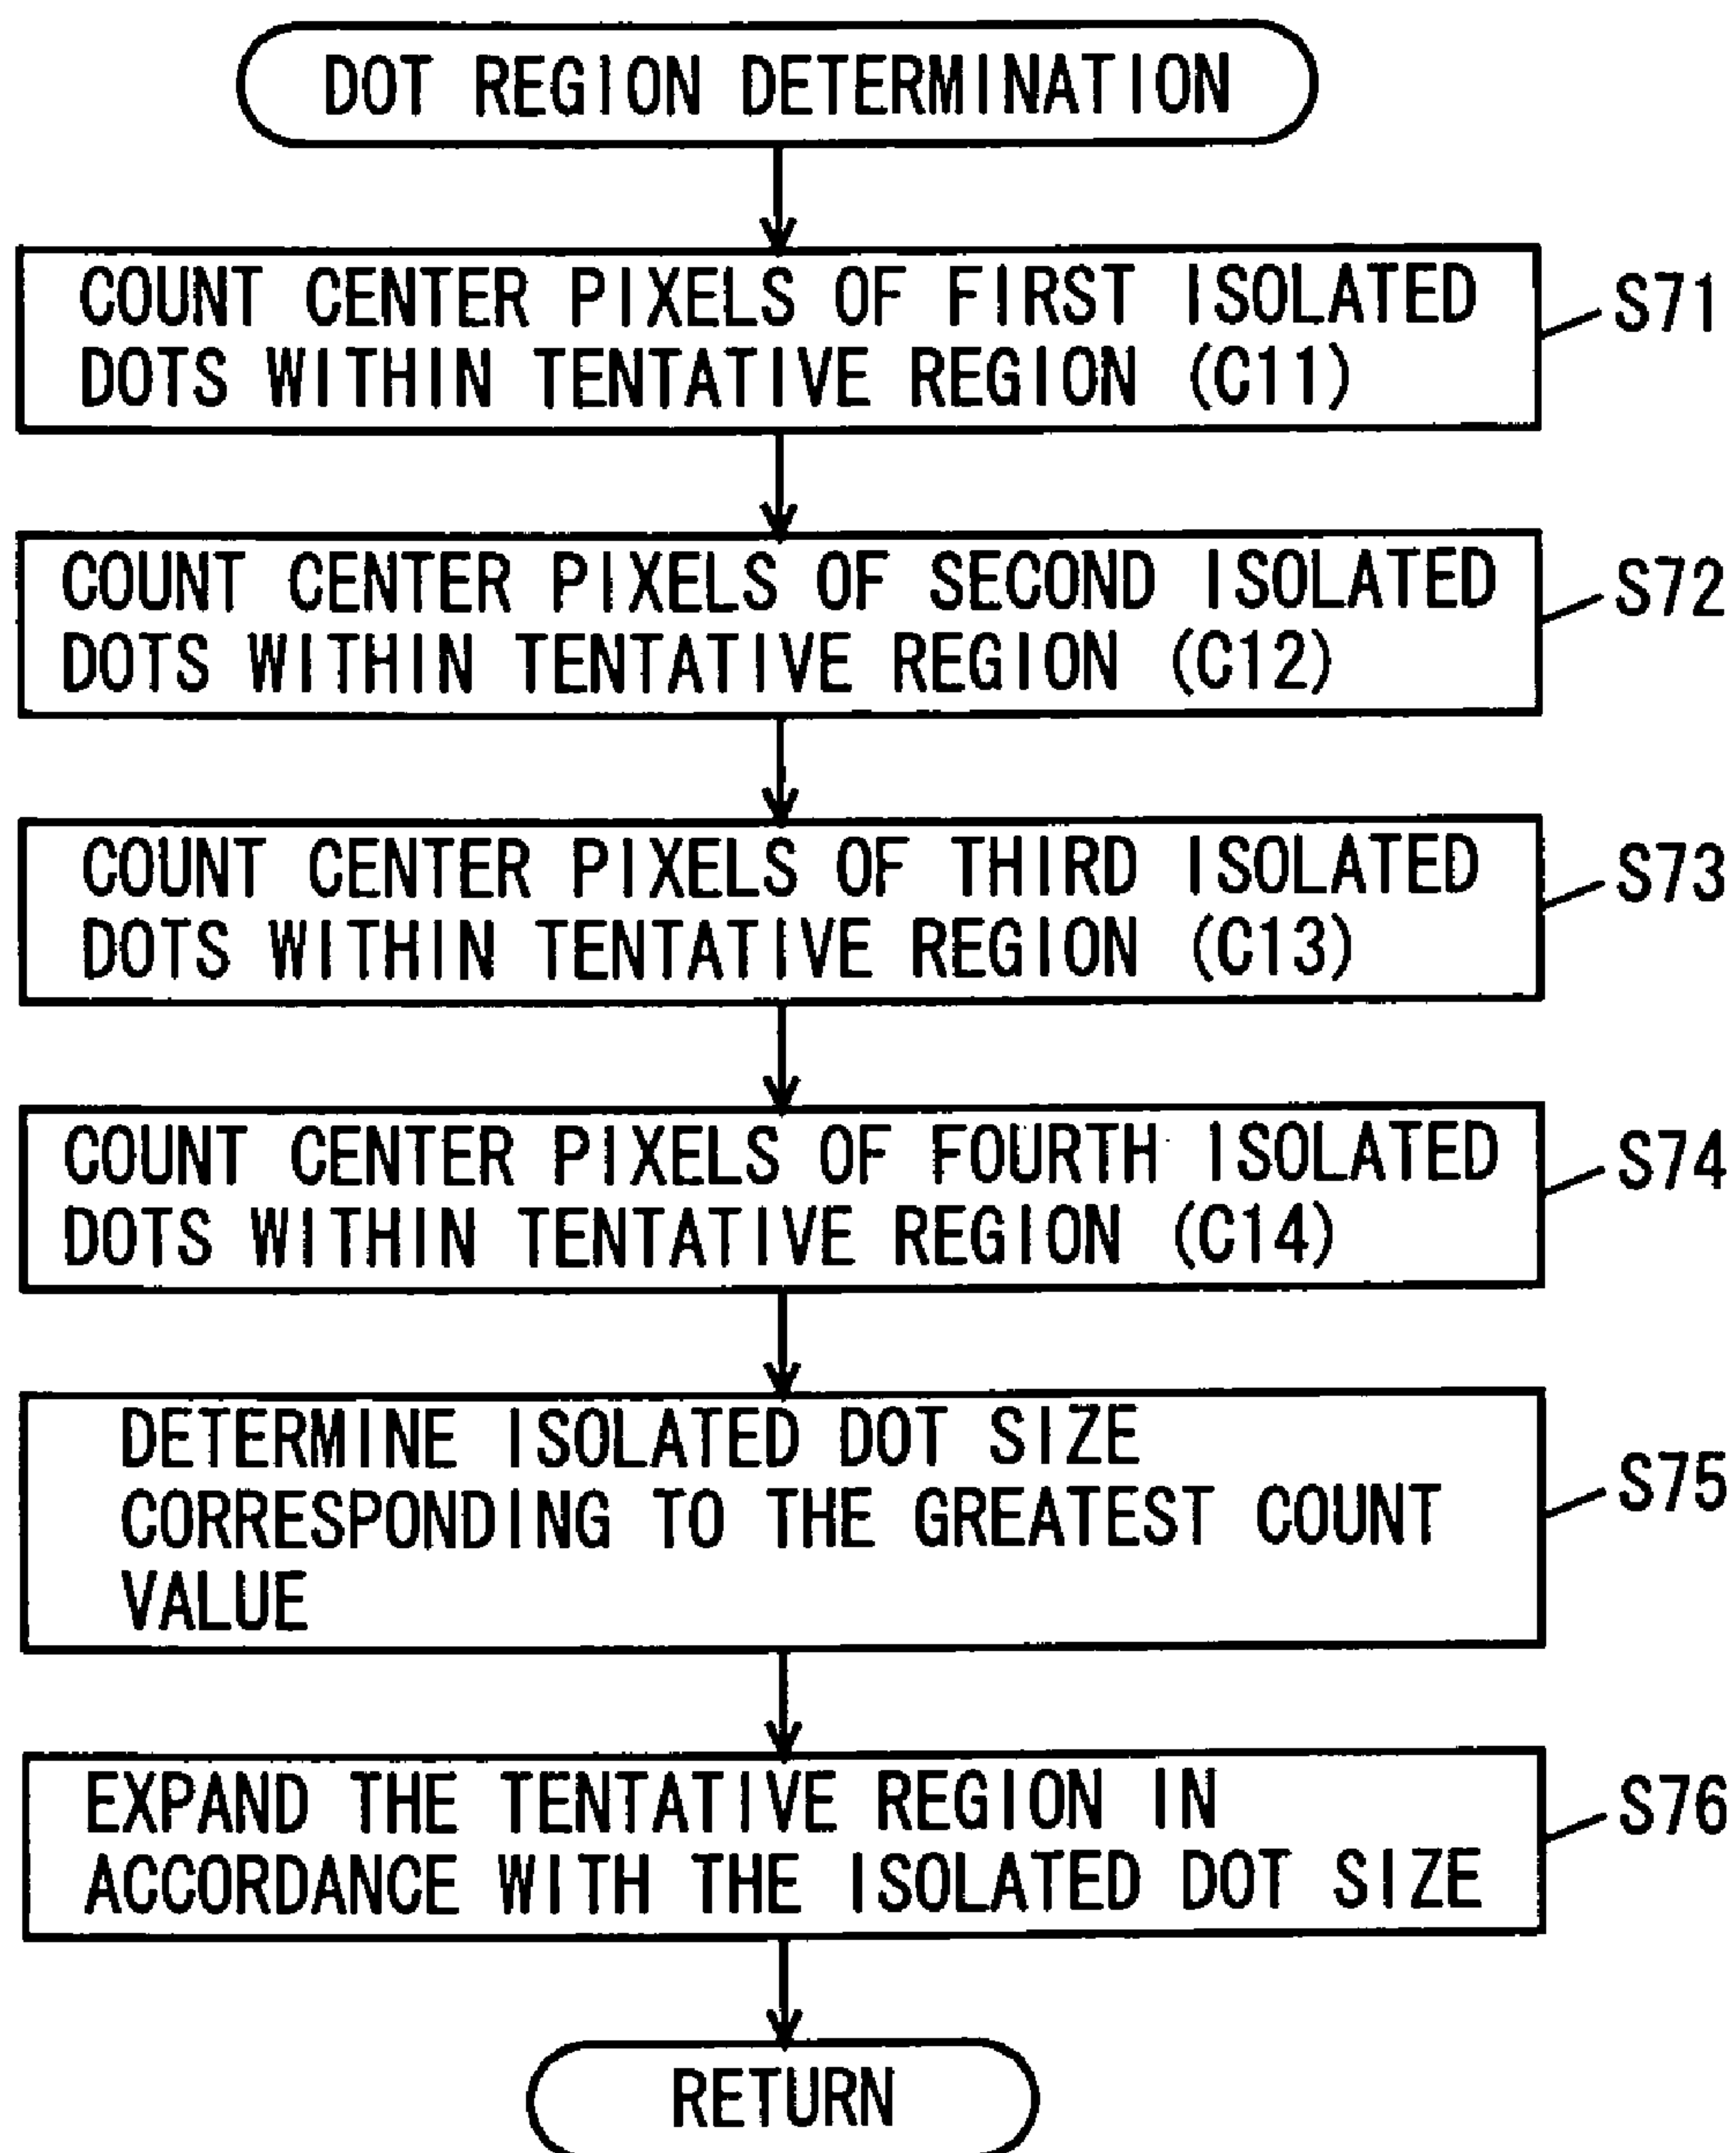 DOT REGION DETERMINATION
COUNT CENTER PIXELS OF FIRST ISOLATED
DOTS WITHIN TENTATIVE REGION (C11)
S71
COUNT CENTER PIXELS OF SECOND ISOLATED
DOTS WITHIN TENTATIVE REGION (C12)
S72
COUNT CENTER PIXELS OF THIRD ISOLATED
DOTS WITHIN TENTATIVE REGION (C13)
S73
COUNT CENTER PIXELS OF FOURTH ISOLATED
DOTS WITHIN TENTATIVE REGION (C14)
S74
DETERMINE ISOLATED DOT SIZE
CORRESPONDING TO THE GREATEST COUNT
VALUE
S75
EXPAND THE TENTATIVE REGION IN
ACCORDANCE WITH THE ISOLATED DOT SIZE
S76
RETURN